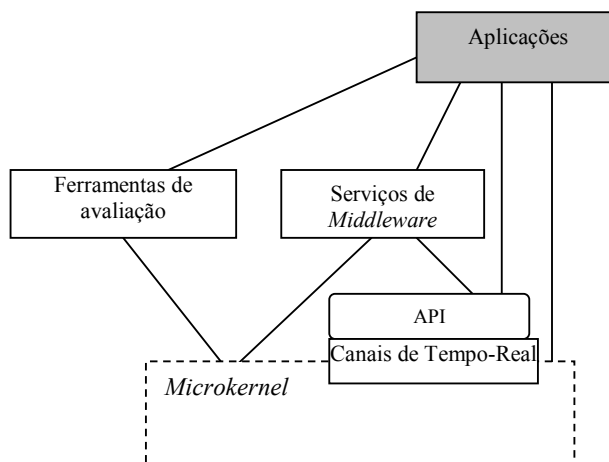 Aplicações
Ferramentas de
avaliação
Serviços de
Middleware
API
Canais de Tempo-Real
Microkernel